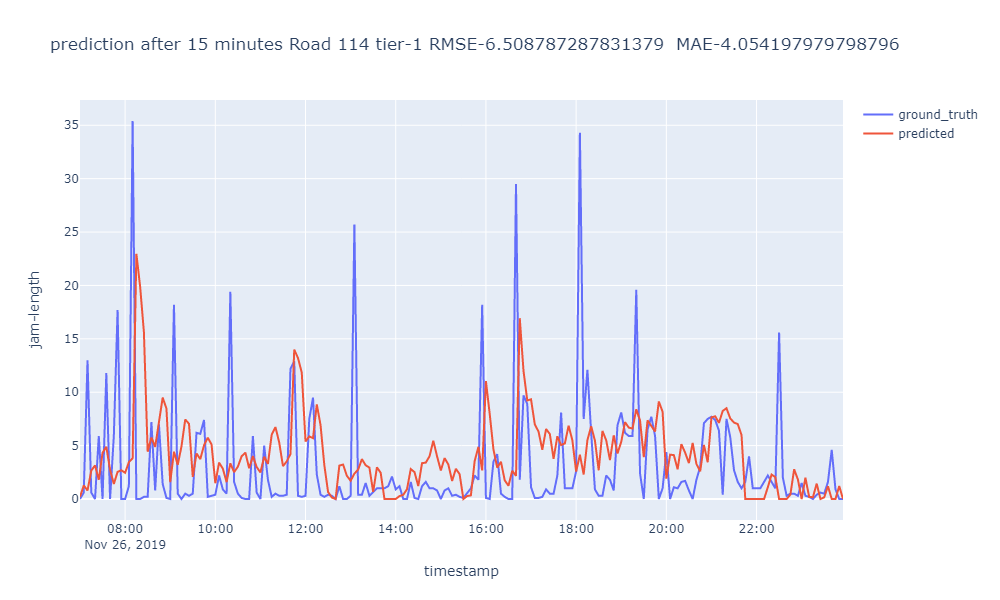 prediction after 15 minutes Road 114 tier-1 RMSE-6.508787287831379  MAE-4.054197979798796
ground_truth
predicted
35
30
25
20
15
10
5
0
jam-length
08:00 10:00 12:00 14:00 16:00 18:00 20:00 22:00
Nov 26, 2019
timestamp